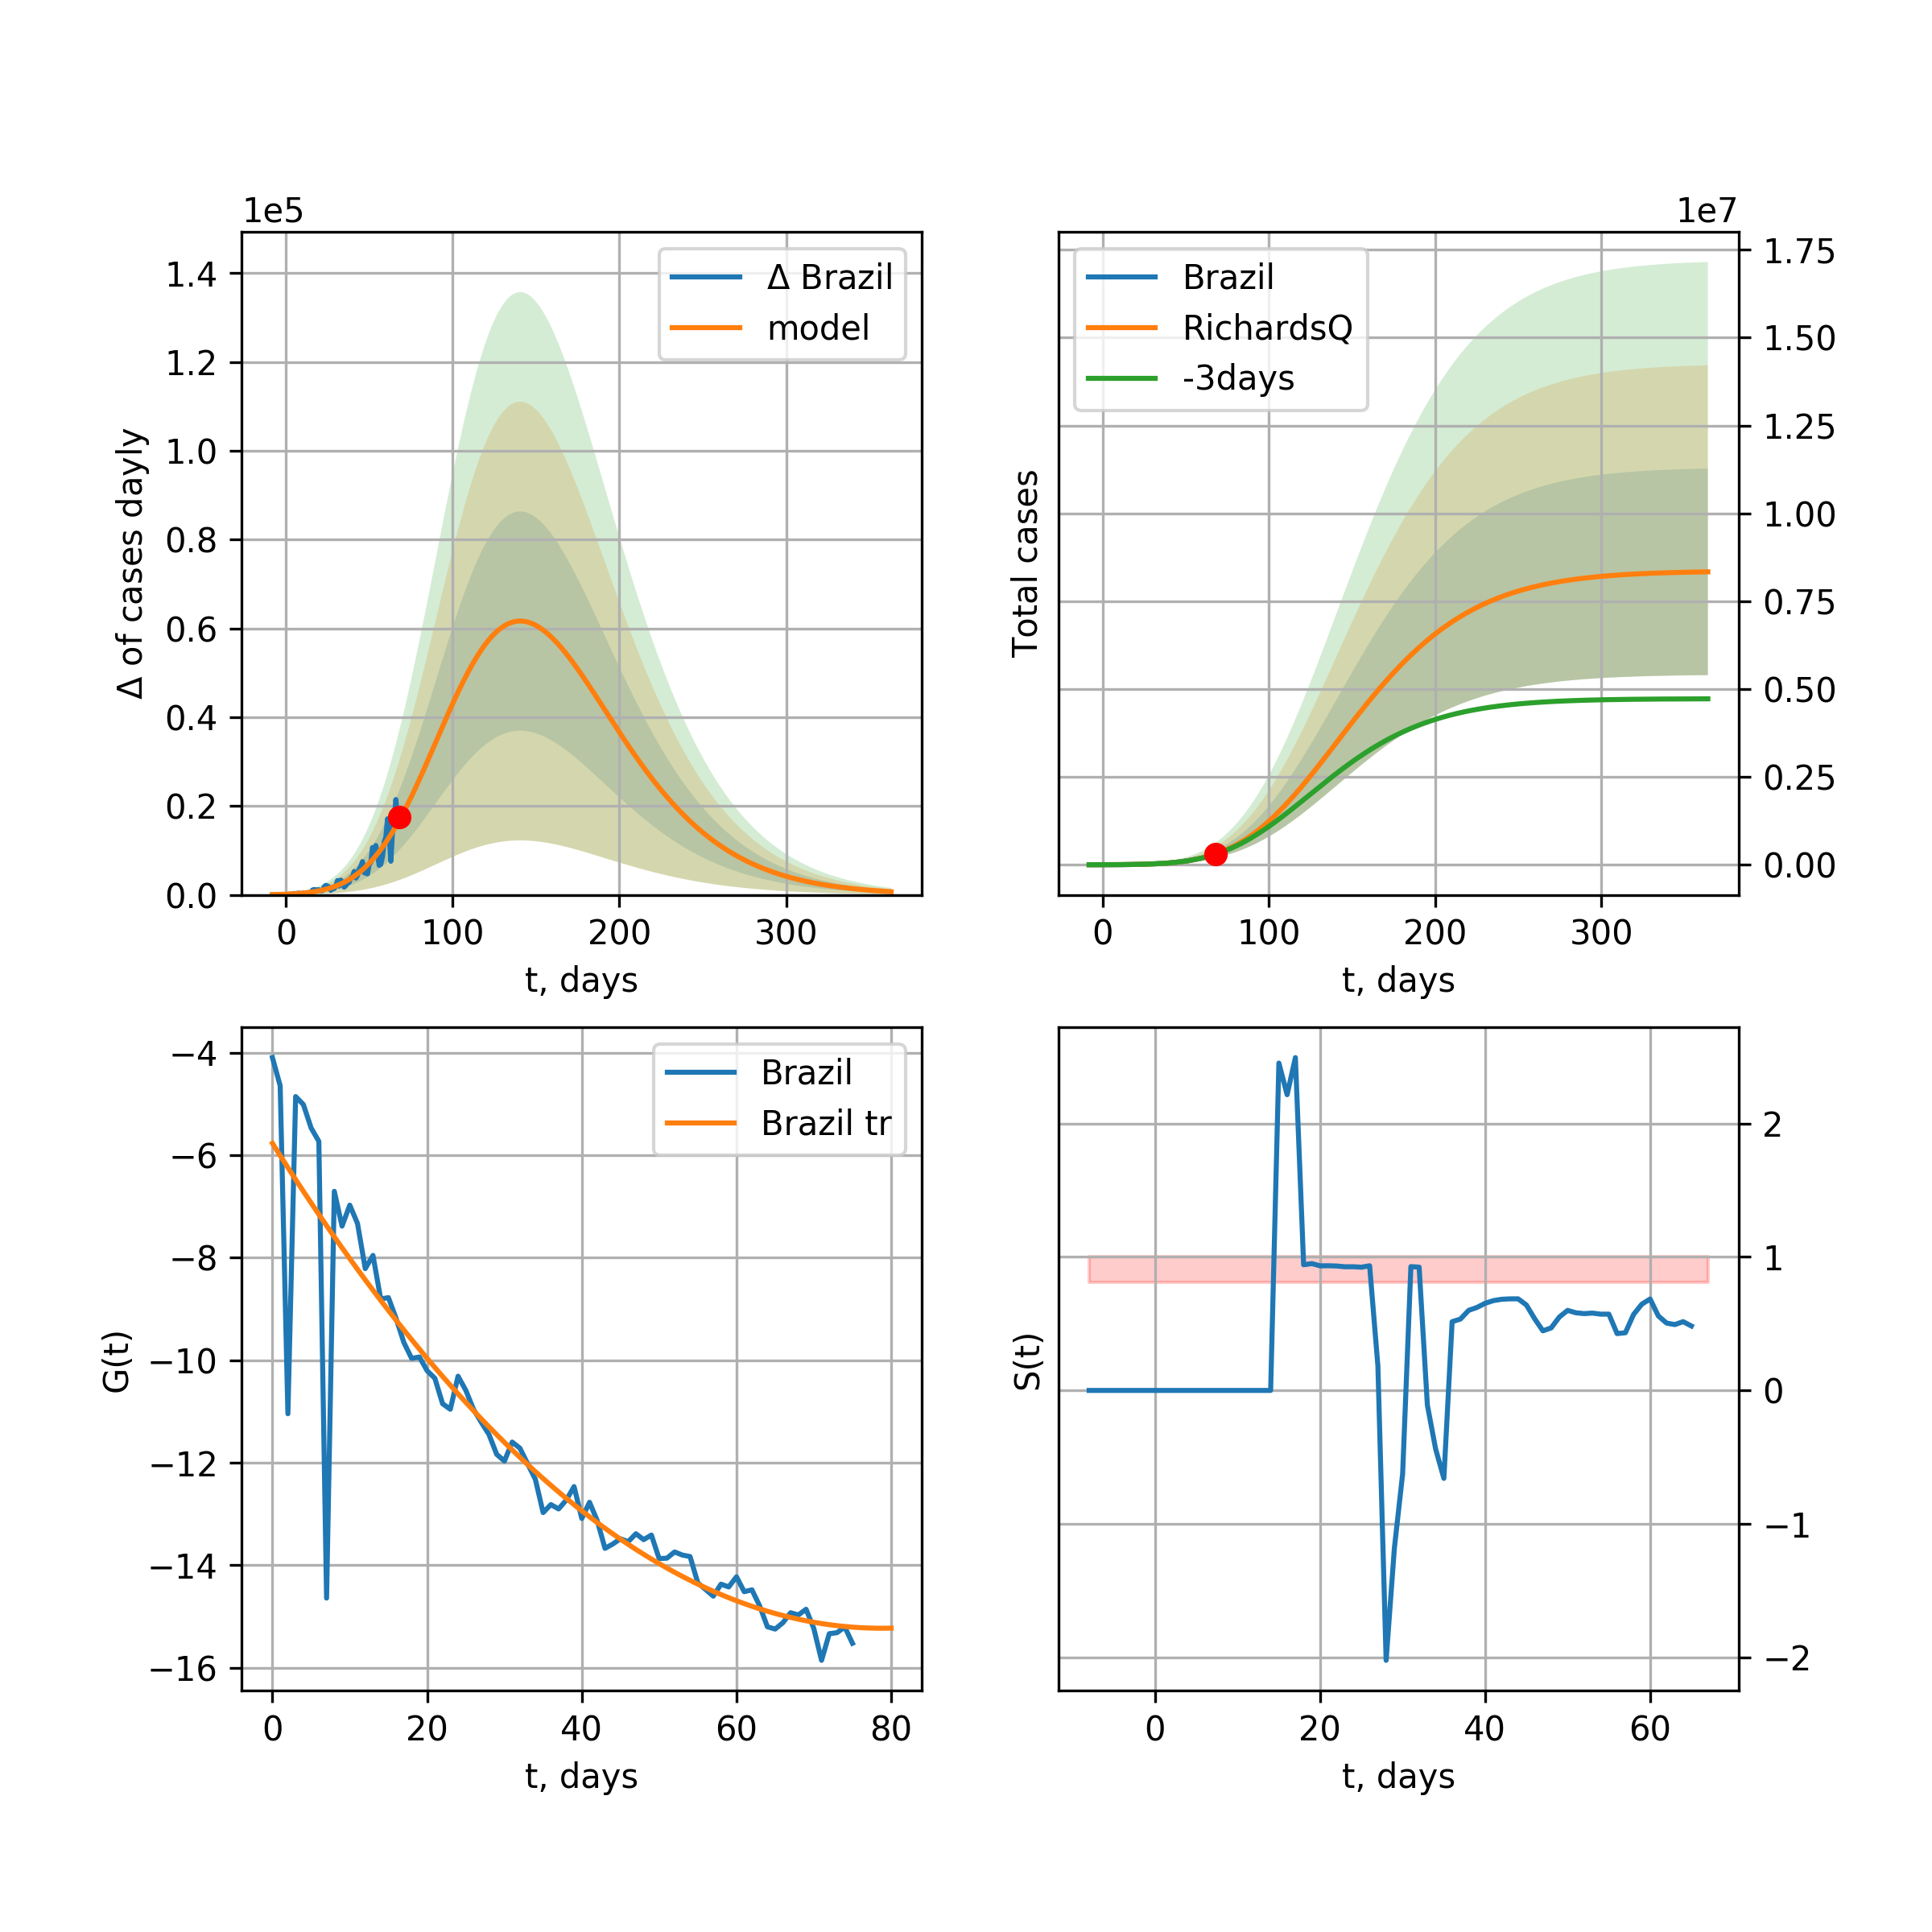 1e5
Δ of cases dayly
1.4
1.2
1.0
0.8
0.6
0.4
0.2
0.0
Δ Brazil
model
0 100 200 300
t, days
1e7
Total cases
Brazil
RichardsQ
-3days
1.75
1.50
1.25
1.00
0.75
0.50
0.25
0.00
0 100 200 300
t, days
G(t)
−4
−6
−8
−10
−12
−14
−16
Brazil
Brazil tr
0 20 40 60 80
t, days
S(t)
2
1
0
−1
−2
0 20 40 60
t, days